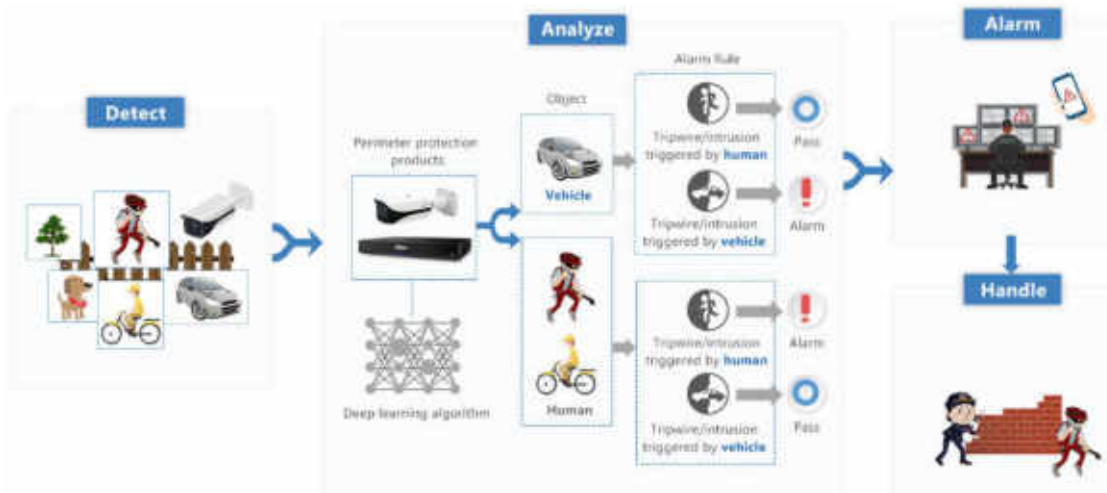 Detect
Analyze
Perimeter protection
products
Deep learning algorithm
Object
Vehicle
Human
Alarm Rule
Tripwire/intrusion
triggered by human
Pass
Tripwire/intrusion
triggered by vehicle
Alarm
Tripwire/intrusion
triggered by human
Alarm
Tripwire/intrusion
triggered by vehicle
Pass
Alarm
Handle